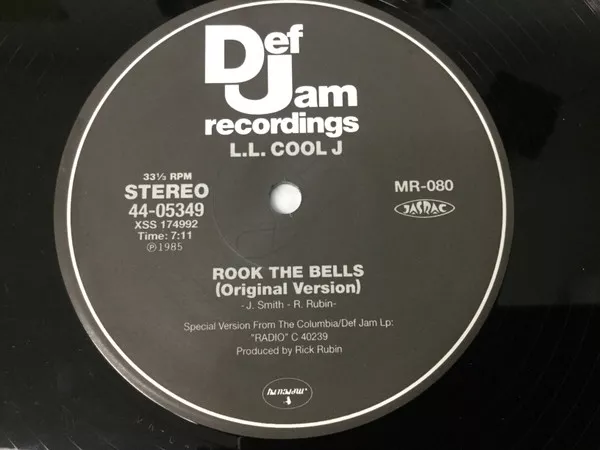 Def
Jam
recordings
L.L. COOL J
33⅓ RPM
STEREO
44-05349
XSS 174992
Time: 7:11
Ⓟ1985
MR-080
JASRAC
ROOK THE BELLS
(Original Version)
- J. Smith - R. Rubin-
Special Version From The Columbia/Def Jam Lp:
"RADIO" C 40239
Produced by Rick Rubin